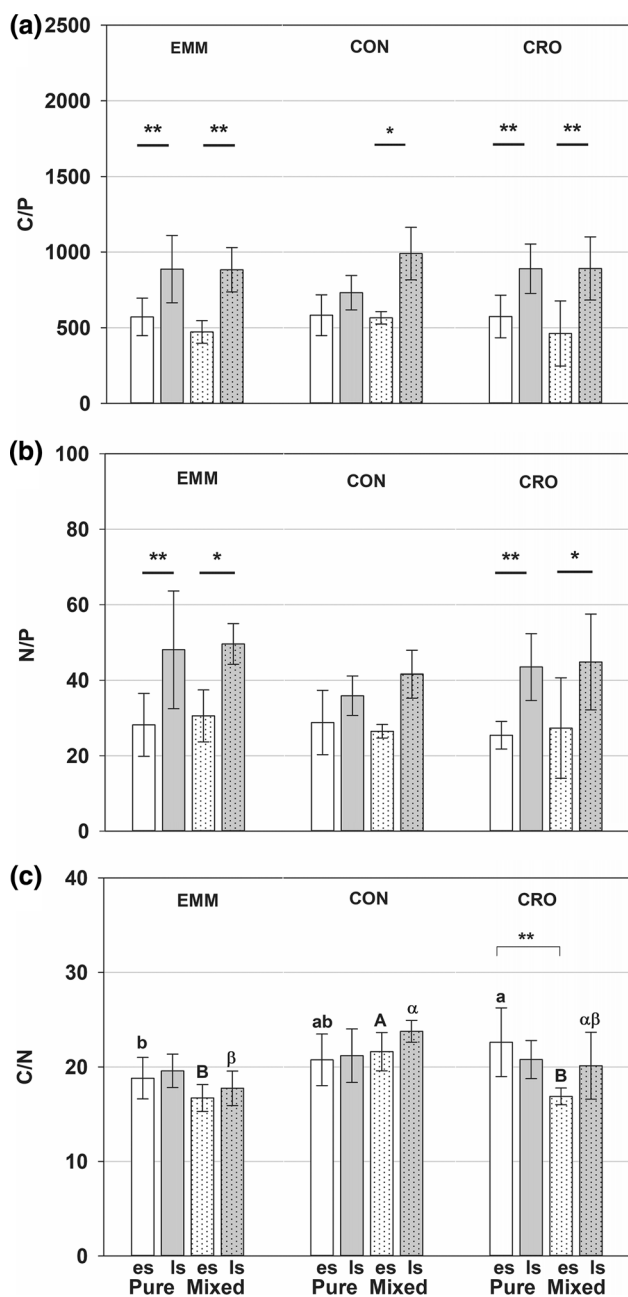 (a)
2500
2000
1500
1000
500
0
C/P
EMM CON CRO
** ** * ** **
(b)
100
80
60
40
20
0
N/P
EMM CON CRO
** * ** *
(c)
40
30
20
10
0
C/N
EMM CON CRO
**
b B β ab A α a B αβ
es ls es ls es ls es ls es ls es ls
Pure Mixed Pure Mixed Pure Mixed